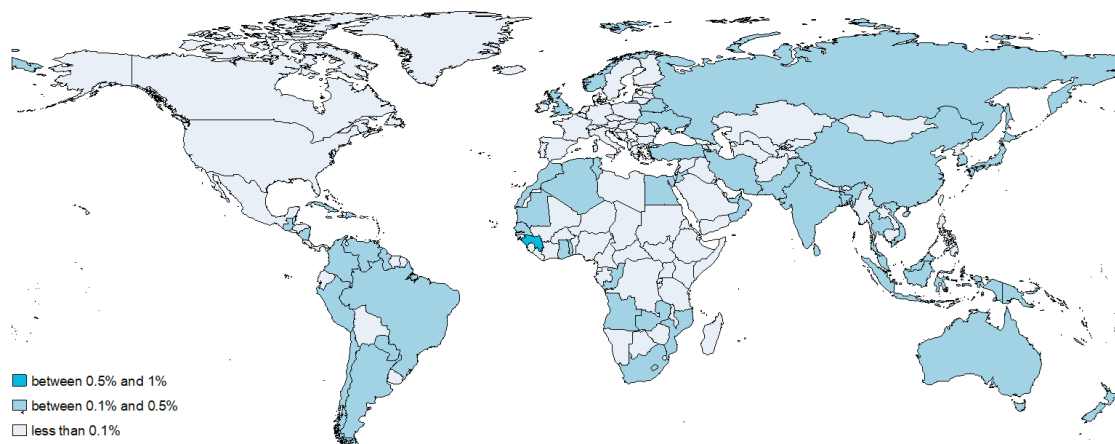 between 0.5% and 1%
between 0.1% and 0.5%
less than 0.1%